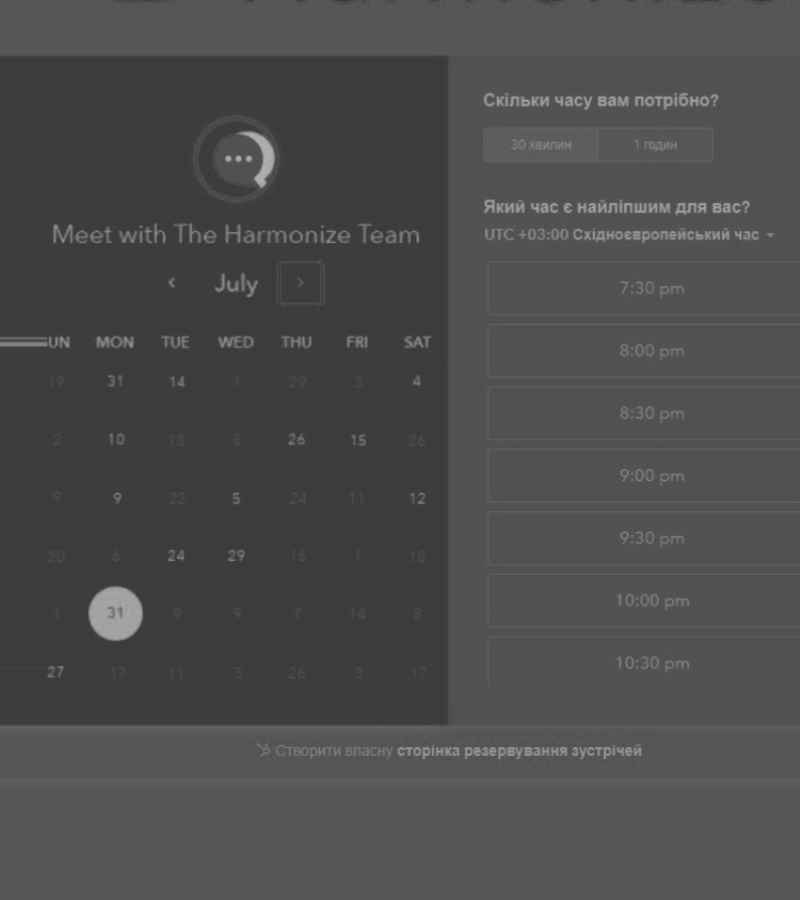 Meet with The Harmonize Team
July
UN MON TUE WED THU FRI SAT
19 31 14 1 29 3 4
2 10 18 8 26 15 26
9 9 22 5 24 11 12
20 6 24 29 16 1 18
1 31 9 9 7 14 8
27 17 11 3 26 3 17
Скільки часу вам потрібно?
30 хвилин 1 годин
Який час є найліпшим для вас?
UTC +03:00 Східноєвропейський час
7:30 pm
8:00 pm
8:30 pm
9:00 pm
9:30 pm
10:00 pm
10:30 pm
Створити власну сторінка резервування зустрічей